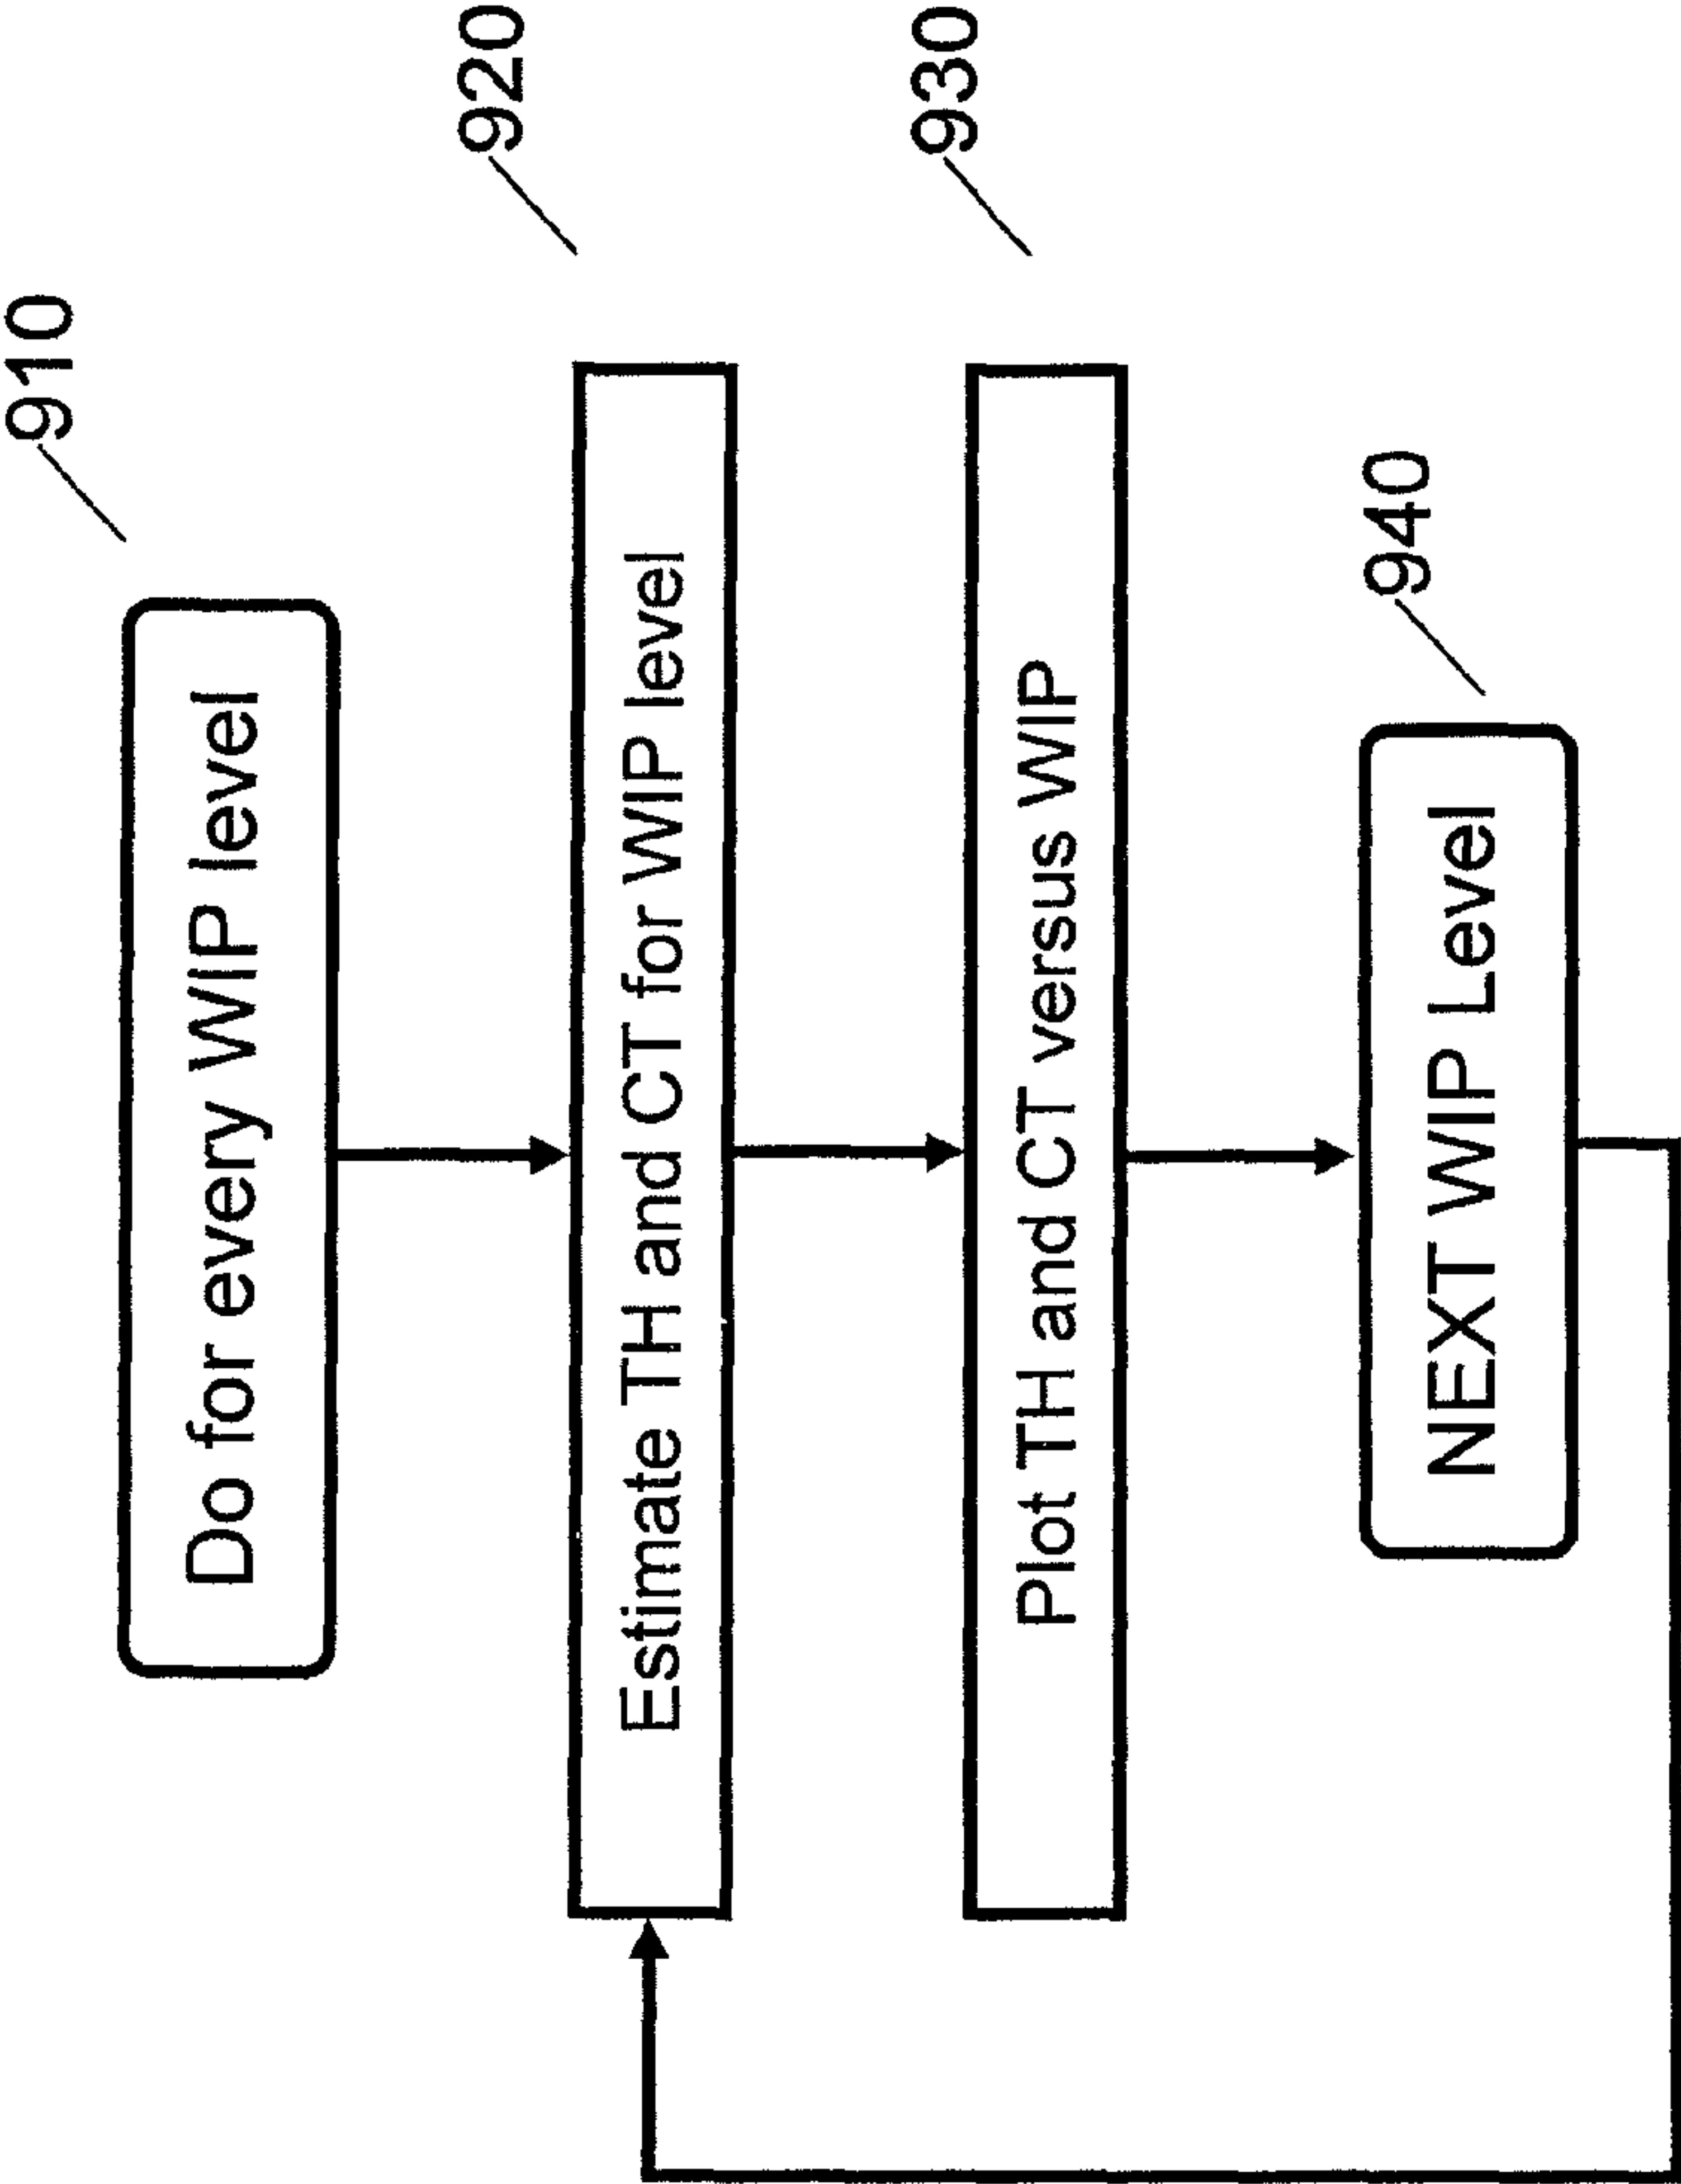 910
Do for every WIP level
920
Estimate TH and CT for WIP level
930
Plot TH and CT versus WIP
940
NEXT WIP Level